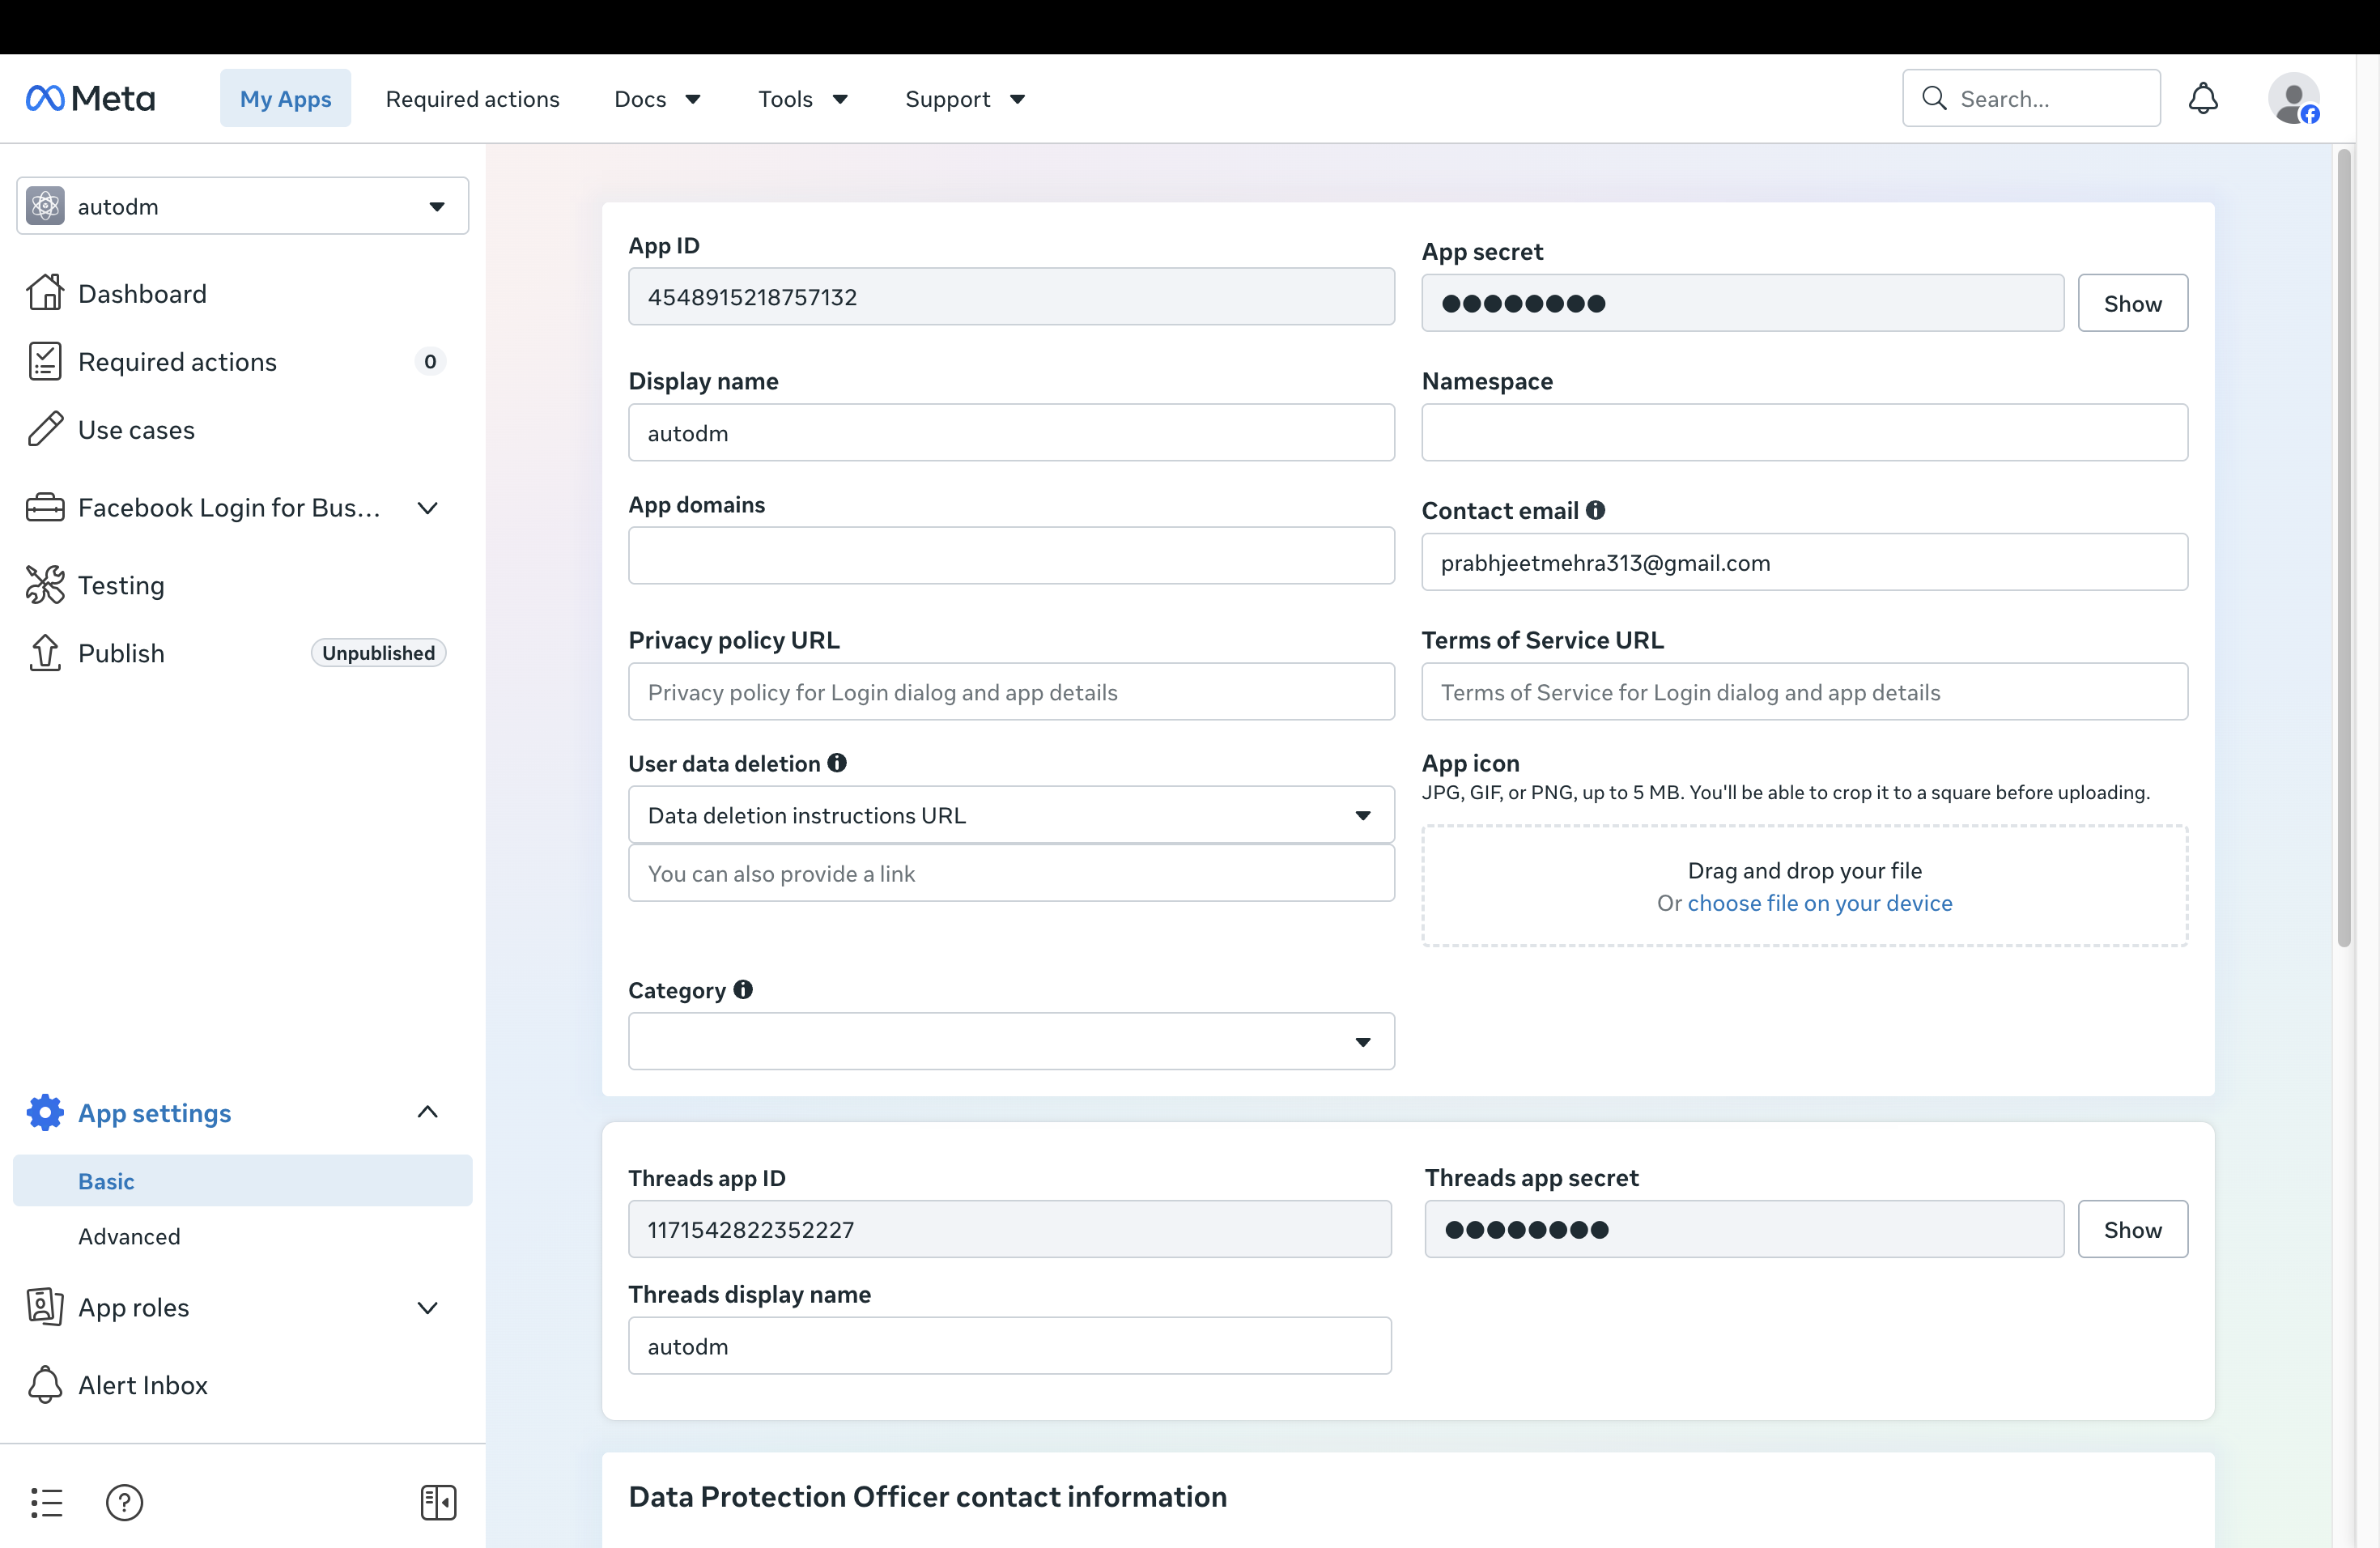 Meta
My Apps
Required actions
Docs
Tools
Support
Search...
autodm
Dashboard
Required actions
0
Use cases
Facebook Login for Bus...
Testing
Publish
Unpublished
App settings
Basic
Advanced
App roles
Alert Inbox
App ID
4548915218757132
App secret
●●●●●●●●
Show
Display name
autodm
Namespace
App domains
Contact email
prabhjeetmehra313@gmail.com
Privacy policy URL
Privacy policy for Login dialog and app details
Terms of Service URL
Terms of Service for Login dialog and app details
User data deletion
Data deletion instructions URL
You can also provide a link
App icon
JPG, GIF, or PNG, up to 5 MB. You'll be able to crop it to a square before uploading.
Drag and drop your file
Or choose file on your device
Category
Threads app ID
1171542822352227
Threads app secret
●●●●●●●●
Show
Threads display name
autodm
Data Protection Officer contact information